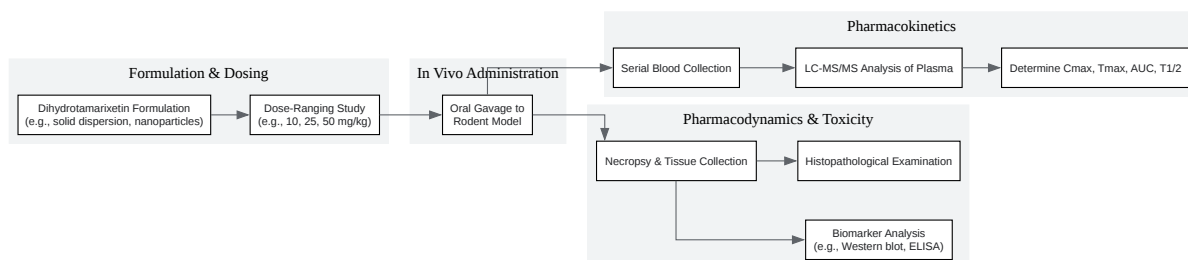 Formulation & Dosing
Dihydrotamarixetin Formulation
(e.g., solid dispersion, nanoparticles)
Dose-Ranging Study
(e.g., 10, 25, 50 mg/kg)
In Vivo Administration
Oral Gavage to
Rodent Model
Pharmacokinetics
Serial Blood Collection
LC-MS/MS Analysis of Plasma
Determine Cmax, Tmax, AUC, T1/2
Pharmacodynamics & Toxicity
Necropsy & Tissue Collection
Histopathological Examination
Biomarker Analysis
(e.g., Western blot, ELISA)